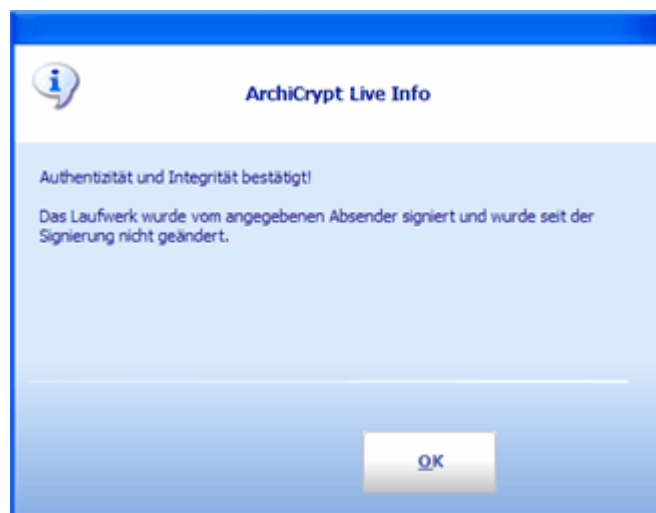 ArchiCrypt Live Info
Authentizität und Integrität bestätigt!
Das Laufwerk wurde vom angegebenen Absender signiert und wurde seit der
Signierung nicht geändert.
OK